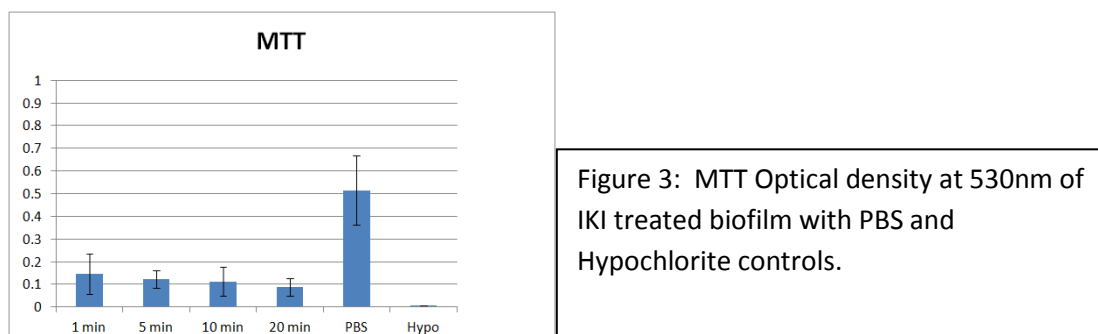 MTT
1
0.9
0.8
0.7
0.6
0.5
0.4
0.3
0.2
0.1
0
1 min 5 min 10 min 20 min PBS Hypo
Figure 3: MTT Optical density at 530nm of
IKI treated biofilm with PBS and
Hypochlorite controls.